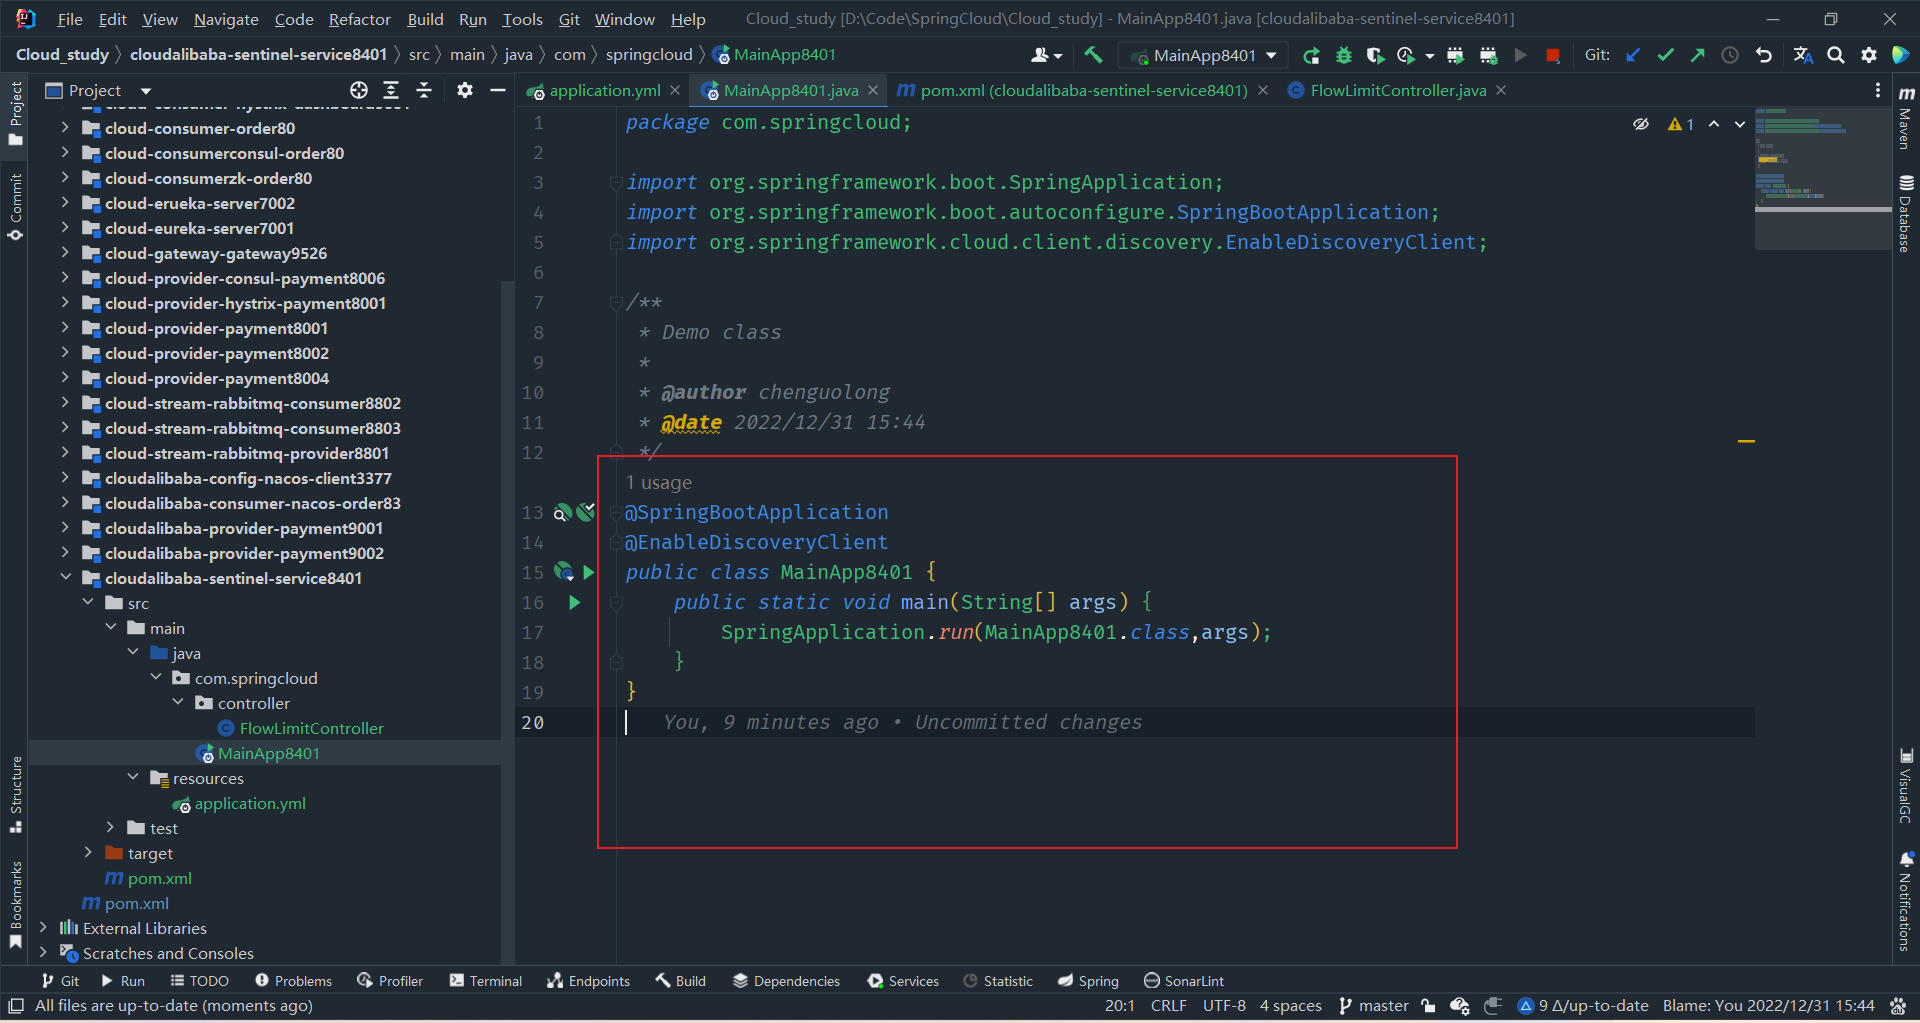 File Edit View Navigate Code Refactor Build Run Tools Git Window Help Cloud_study [D:\Code\SpringCloud\Cloud_study] - MainApp8401.java [cloudalibaba-sentinel-service8401]
Cloud_study cloudalibaba-sentinel-service8401 src main java com springcloud MainApp8401 MainApp8401 Git:
Project
application.yml MainApp8401.java pom.xml (cloudalibaba-sentinel-service8401) FlowLimitController.java
Project
Commit
Structure
Bookmarks
cloud-consumer-order80
cloud-consumerconsul-order80
cloud-consumerzk-order80
cloud-erueka-server7002
cloud-eureka-server7001
cloud-gateway-gateway9526
cloud-provider-consul-payment8006
cloud-provider-hystrix-payment8001
cloud-provider-payment8001
cloud-provider-payment8002
cloud-provider-payment8004
cloud-stream-rabbitmq-consumer8802
cloud-stream-rabbitmq-consumer8803
cloud-stream-rabbitmq-provider8801
cloudalibaba-config-nacos-client3377
cloudalibaba-consumer-nacos-order83
cloudalibaba-provider-payment9001
cloudalibaba-provider-payment9002
cloudalibaba-sentinel-service8401
src
main
java
com.springcloud
controller
FlowLimitController
MainApp8401
resources
application.yml
test
target
pom.xml
pom.xml
External Libraries
Scratches and Consoles
1 package com.springcloud;
2
3 import org.springframework.boot.SpringApplication;
4 import org.springframework.boot.autoconfigure.SpringBootApplication;
5 import org.springframework.cloud.client.discovery.EnableDiscoveryClient;
6
7 /**
8 * Demo class
9 *
10 * @author chenguolong
11 * @date 2022/12/31 15:44
12 */
1 usage
13 @SpringBootApplication
14 @EnableDiscoveryClient
15 public class MainApp8401 {
16 public static void main(String[] args) {
17 SpringApplication.run(MainApp8401.class,args);
18 }
19 }
20 You, 9 minutes ago • Uncommitted changes
1
Maven
Database
VisualGC
Notifications
Git Run TODO Problems Profiler Terminal Endpoints Build Dependencies Services Statistic Spring SonarLint
All files are up-to-date (moments ago) 20:1 CRLF UTF-8 4 spaces master 9 Δ/up-to-date Blame: You 2022/12/31 15:44